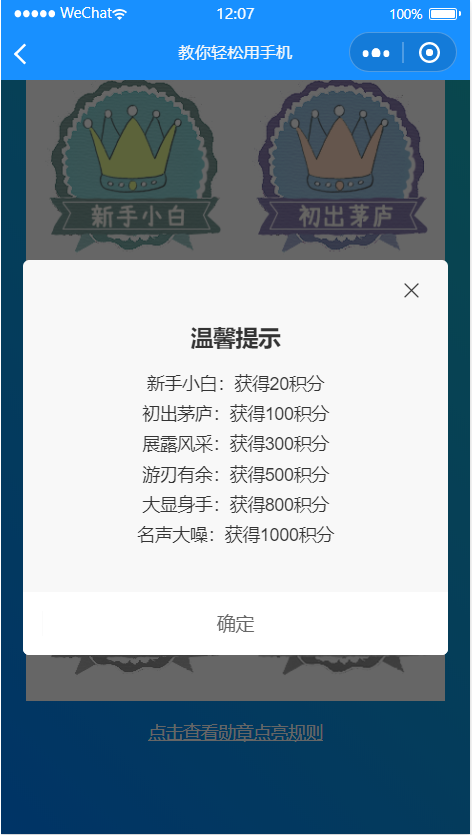 WeChat 12:07 100%
教你轻松用手机
新手小白 初出茅庐
温馨提示
新手小白：获得20积分
初出茅庐：获得100积分
展露风采：获得300积分
游刃有余：获得500积分
大显身手：获得800积分
名声大噪：获得1000积分
确定
点击查看勋章点亮规则